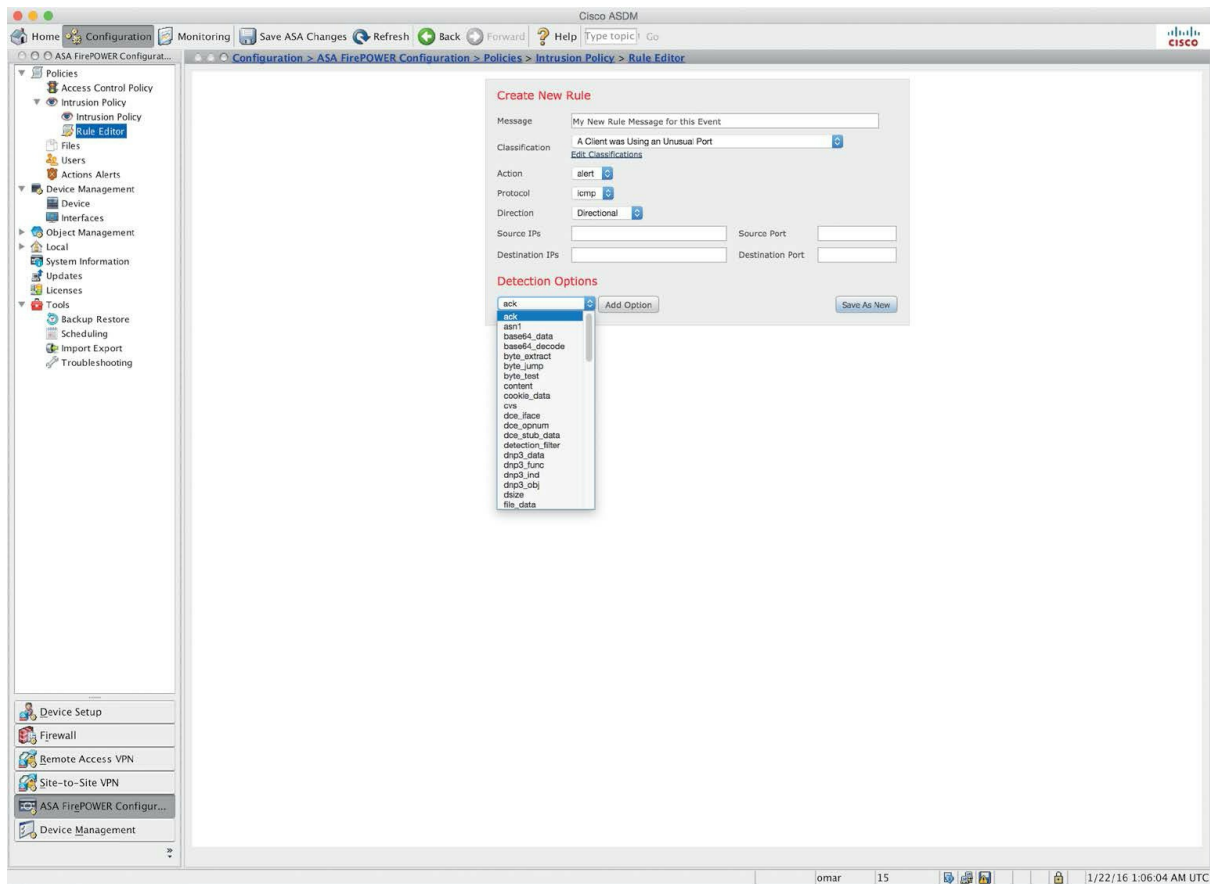 Cisco ASDM
Home Configuration Monitoring Save ASA Changes Refresh Back Forward Help Type topic Go
CISCO
ASA FirePOWER Configurat...
Configuration > ASA FirePOWER Configuration > Policies > Intrusion Policy > Rule Editor
Policies
Access Control Policy
Intrusion Policy
Intrusion Policy
Rule Editor
Files
Users
Actions Alerts
Device Management
Device
Interfaces
Object Management
Local
System Information
Updates
Licenses
Tools
Backup Restore
Scheduling
Import Export
Troubleshooting
Create New Rule
Message My New Rule Message for this Event
Classification A Client was Using an Unusual Port
Edit Classifications
Action alert
Protocol icmp
Direction Directional
Source IPs Source Port
Destination IPs Destination Port
Detection Options
ack Add Option Save As New
ack
asn1
base64_data
base64_decode
byte_extract
byte_jump
byte_test
content
cookie_data
cvs
dce_iface
dce_opnum
dce_stub_data
detection_filter
dnp3_data
dnp3_func
dnp3_ind
dnp3_obj
dsize
file_data
Device Setup
Firewall
Remote Access VPN
Site-to-Site VPN
ASA FirePOWER Configur...
Device Management
»
omar 15 1/22/16 1:06:04 AM UTC